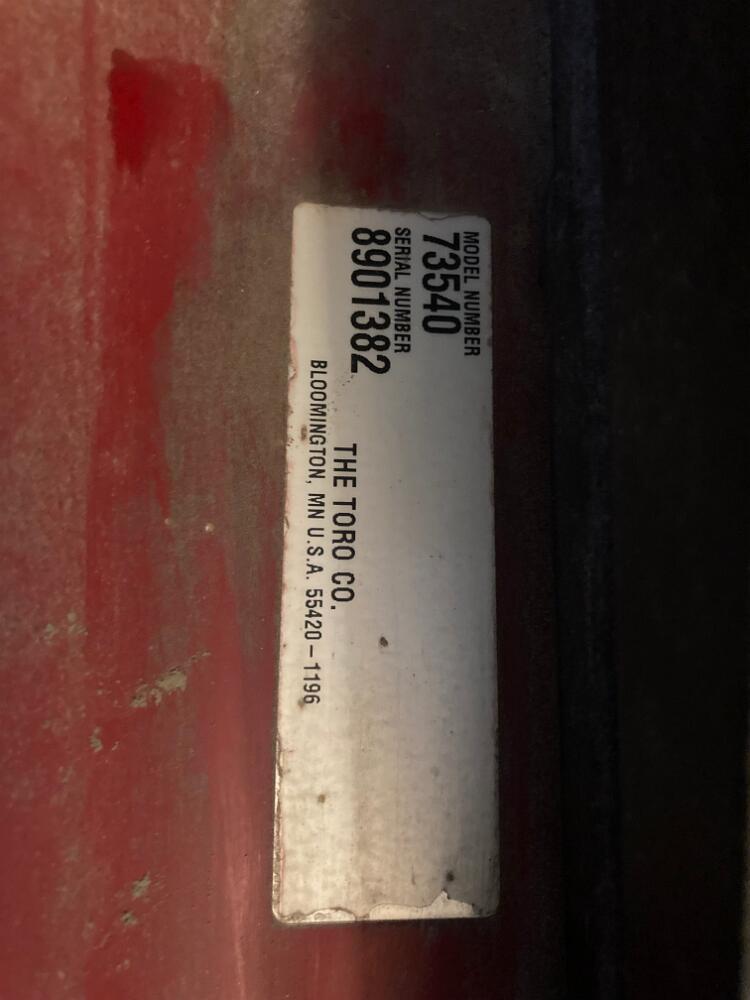 MODEL NUMBER
73540
SERIAL NUMBER
8901382
THE TORO CO.
BLOOMINGTON, MN U.S.A. 55420-1196